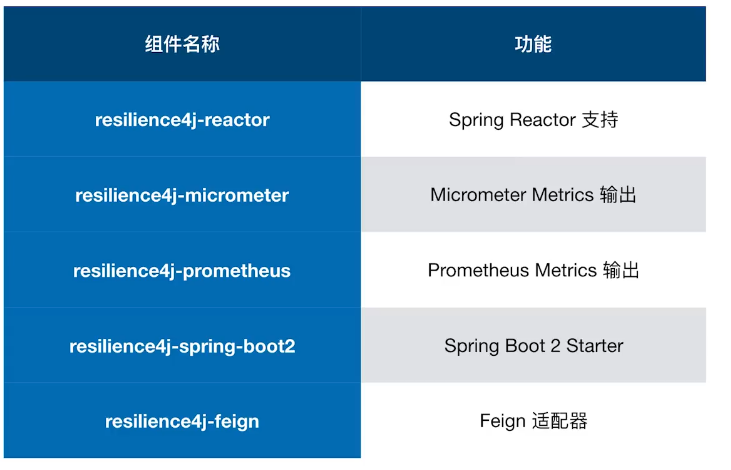 组件名称 功能
resilience4j-reactor Spring Reactor 支持
resilience4j-micrometer Micrometer Metrics 输出
resilience4j-prometheus Prometheus Metrics 输出
resilience4j-spring-boot2 Spring Boot 2 Starter
resilience4j-feign Feign 适配器